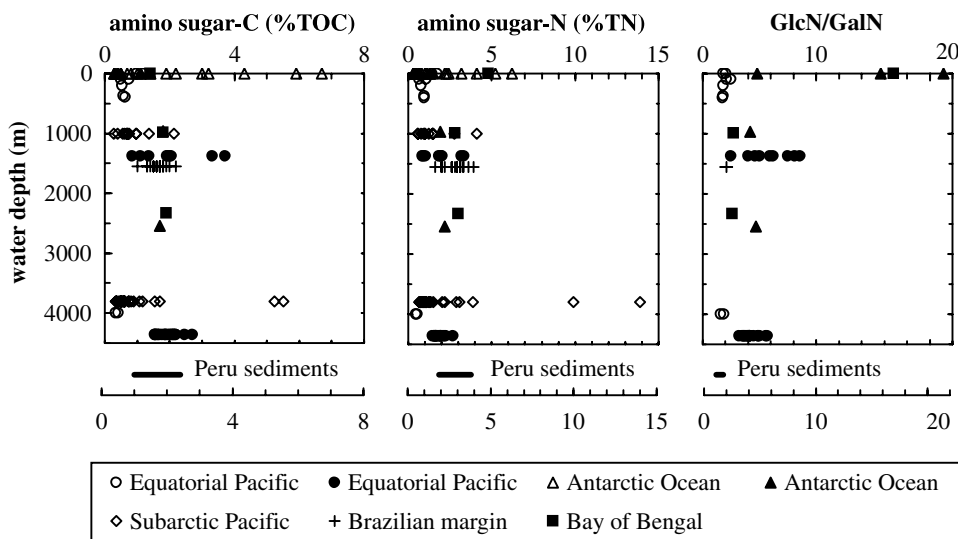 amino sugar-C (%TOC) amino sugar-N (%TN) GlcN/GalN
0 4 8 0 5 10 15 0 10 20
water depth (m)
0
1000
2000
3000
4000
Peru sediments Peru sediments Peru sediments
0 4 8 0 5 10 15 0 10 20
Equatorial Pacific Equatorial Pacific Antarctic Ocean Antarctic Ocean
Subarctic Pacific Brazilian margin Bay of Bengal